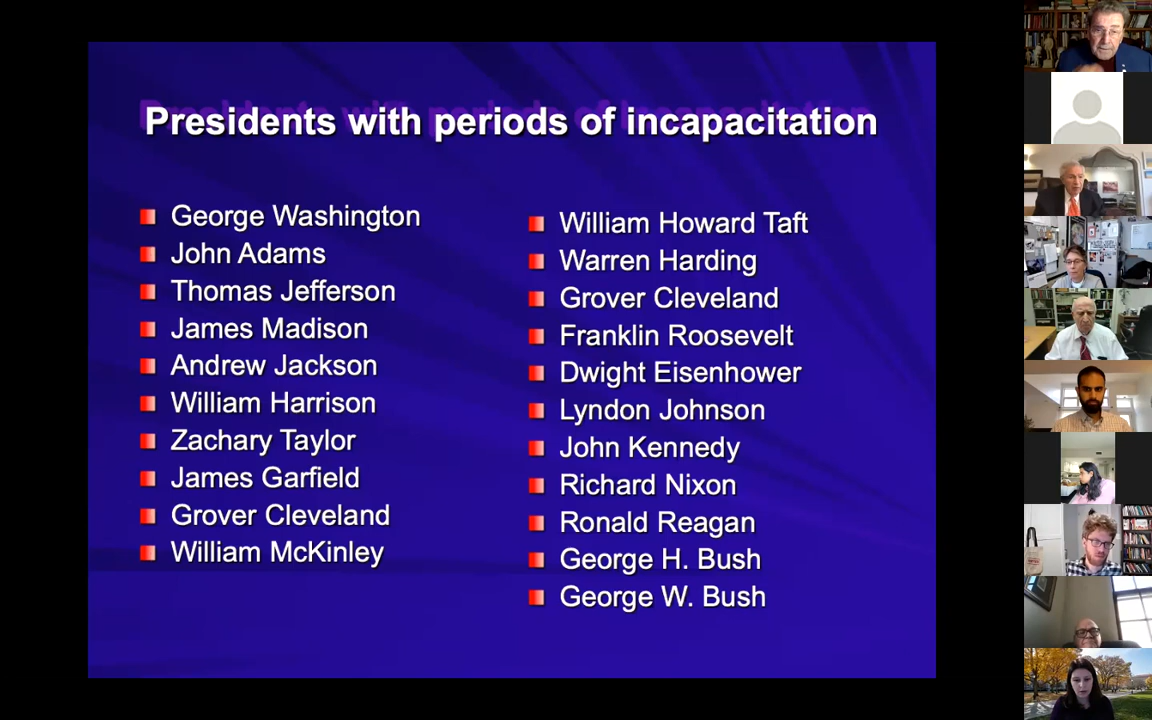 Presidents with periods of incapacitation
George Washington
John Adams
Thomas Jefferson
James Madison
Andrew Jackson
William Harrison
Zachary Taylor
James Garfield
Grover Cleveland
William McKinley
William Howard Taft
Warren Harding
Grover Cleveland
Franklin Roosevelt
Dwight Eisenhower
Lyndon Johnson
John Kennedy
Richard Nixon
Ronald Reagan
George H. Bush
George W. Bush